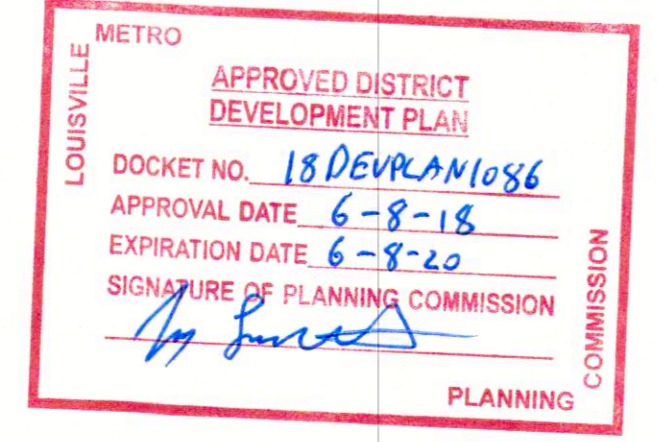 LOUISVILLE
METRO
APPROVED DISTRICT
DEVELOPMENT PLAN
DOCKET NO. 18DEVPLAN1086
APPROVAL DATE 6-8-18
EXPIRATION DATE 6-8-20
SIGNATURE OF PLANNING COMMISSION
PLANNING
COMMISSION